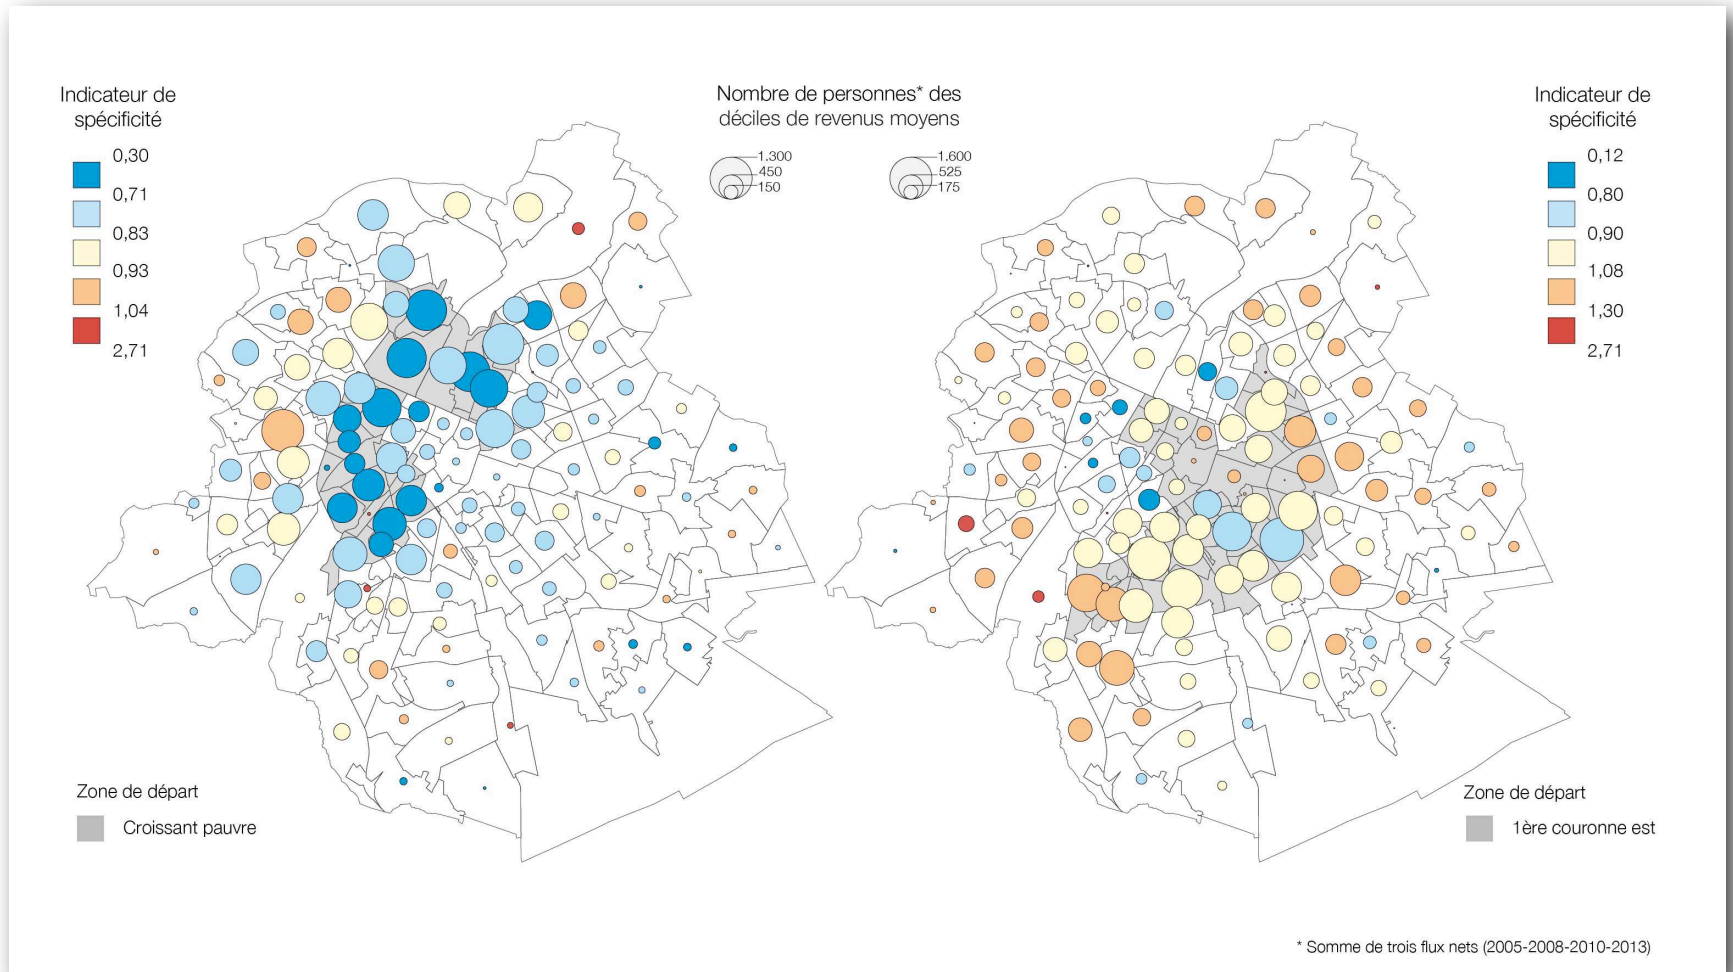 Indicateur de
spécificité
0,30
0,71
0,83
0,93
1,04
2,71
Nombre de personnes* des
déciles de revenus moyens
1.300
450
150
1.600
525
175
Indicateur de
spécificité
0,12
0,80
0,90
1,08
1,30
2,71
Zone de départ
Croissant pauvre
Zone de départ
1ère couronne est
* Somme de trois flux nets (2005-2008-2010-2013)